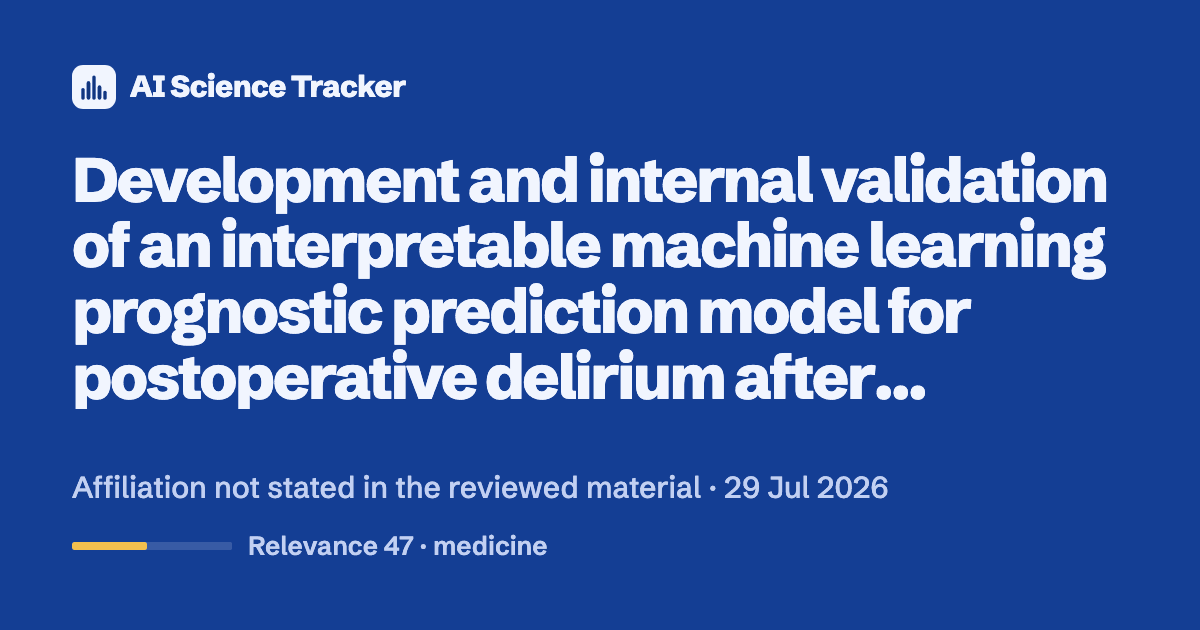 AI Science Tracker
Development and internal validation
of an interpretable machine learning
prognostic prediction model for
postoperative delirium after...
Affiliation not stated in the reviewed material · 29 Jul 2026
Relevance 47 · medicine